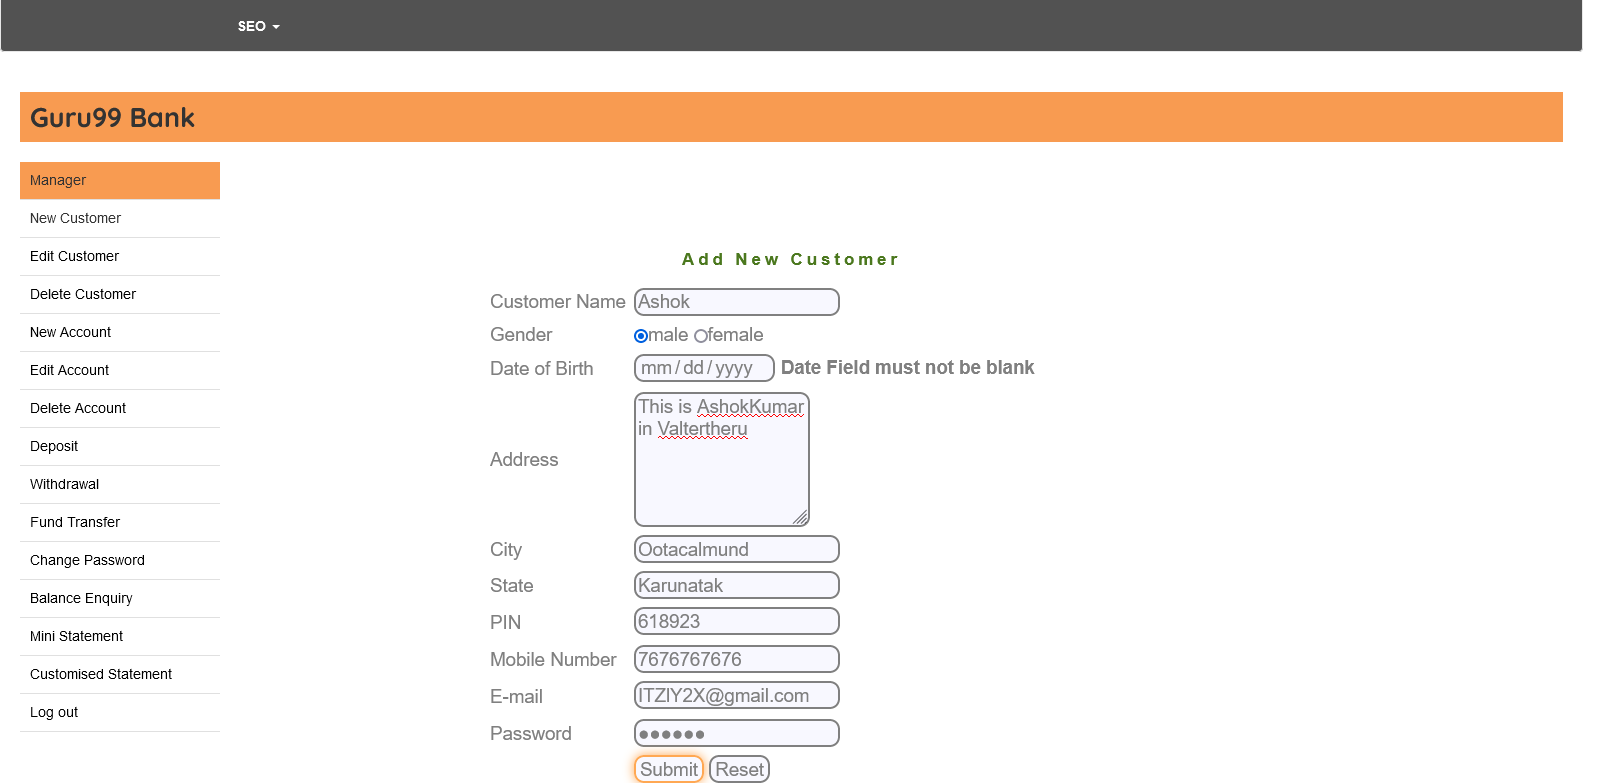 SEO
Guru99 Bank
Manager
New Customer
Edit Customer
Delete Customer
New Account
Edit Account
Delete Account
Deposit
Withdrawal
Fund Transfer
Change Password
Balance Enquiry
Mini Statement
Customised Statement
Log out
Add New Customer
Customer Name Ashok
Gender male female
Date of Birth mm/dd/yyyy Date Field must not be blank
Address This is AshokKumar
in Valtertheru
City Ootacalmund
State Karunatak
PIN 618923
Mobile Number 7676767676
E-mail ITZIY2X@gmail.com
Password ●●●●●●
Submit Reset